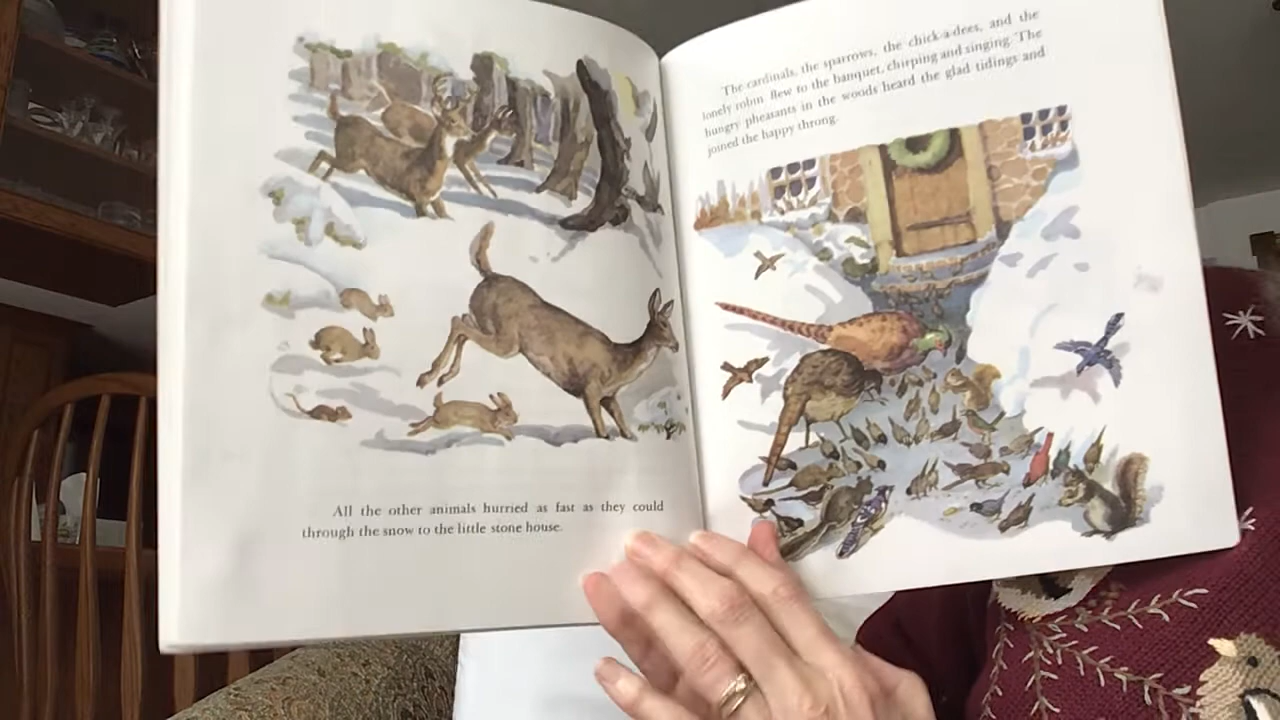 All the other animals hurried as fast as they could
through the snow to the little stone house.
The cardinals, the sparrows, the chick-a-dees, and the
lonely robin flew to the banquet, chirping and singing. The
hungry pheasants in the woods heard the glad tidings and
joined the happy throng.